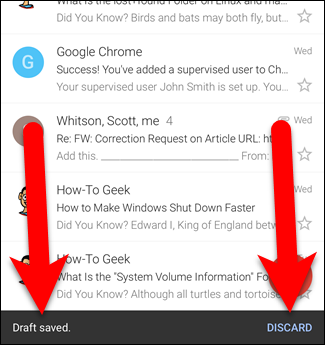 What Is the Lost+Found Folder on Linux and m
Did You Know? Birds and bats may both fly, but...
G
Google Chrome
Wed
Success! You've added a supervised user to Ch...
Your supervised user John Smith is set up. You
Whitson, Scott, me 4
Wed
Re: FW: Correction Request on Article URL: ht
Add this. From:
How-To Geek
Wed
How to Make Windows Shut Down Faster
Did You Know? Edward I, King of England betw
How-To Geek
What Is the "System Volume Information" Fo
Did You Know? Although all turtles and tortoise
Draft saved.
DISCARD